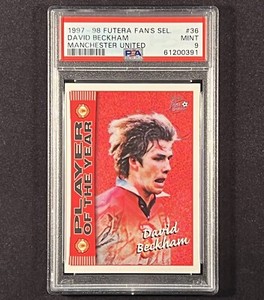 1997-98 FUTERA FAN'S SEL. #36
DAVID BECKHAM MINT
MANCHESTER UNITED 9
PSA 61200391
PLAYER
OF THE YEAR
David
Beckham